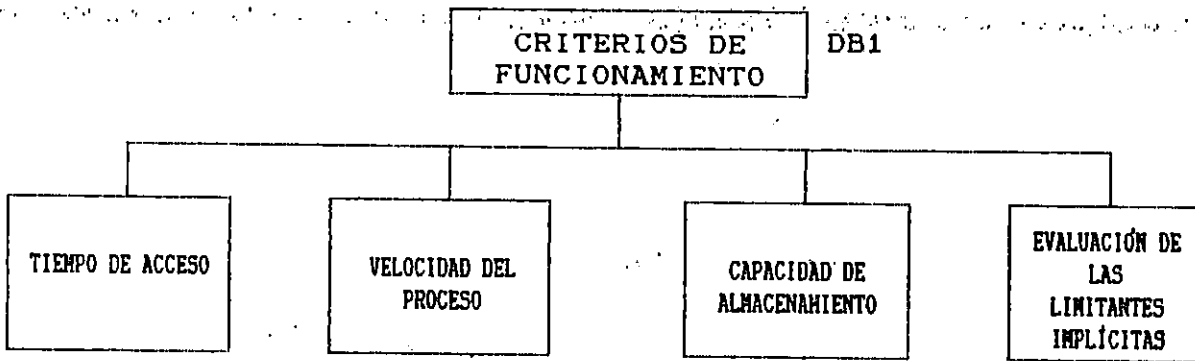 CRITERIOS DE
FUNCIONAMIENTO
DB1
TIEMPO DE ACCESO
VELOCIDAD DEL
PROCESO
CAPACIDAD DE
ALMACENAMIENTO
EVALUACIÓN DE
LAS
LIMITANTES
IMPLÍCITAS